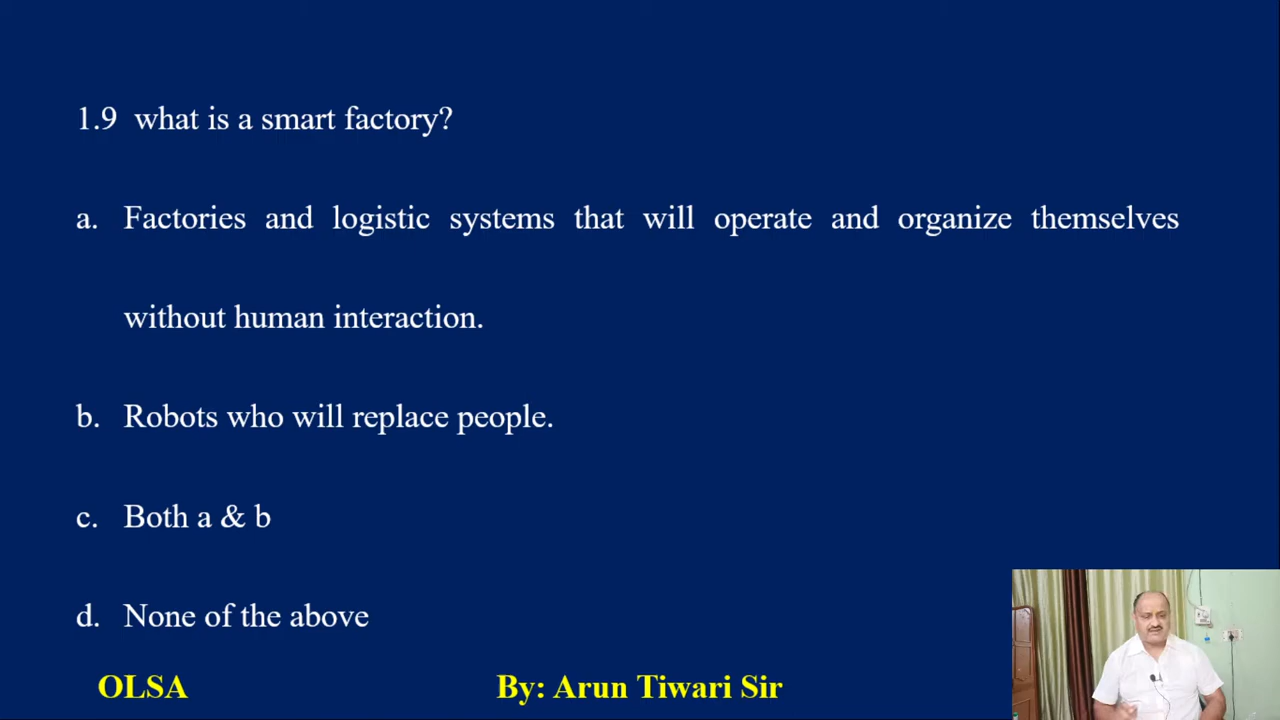 1.9 what is a smart factory?
a. Factories and logistic systems that will operate and organize themselves
without human interaction.
b. Robots who will replace people.
c. Both a & b
d. None of the above
OLSA By: Arun Tiwari Sir